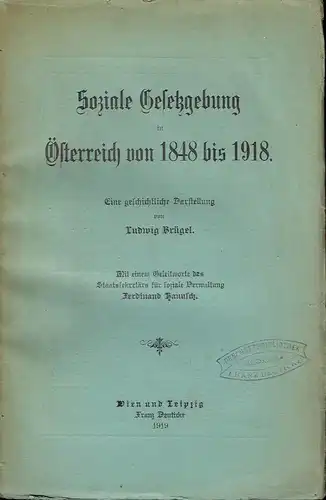 Soziale Gesetzgebung
in
Österreich von 1848 bis 1918.
Eine geschichtliche Darstellung
von
Ludwig Brügel.
Mit einem Geleitworte des
Staatssekretärs für soziale Verwaltung
Ferdinand Hanusch.
Wien und Leipzig
Franz Deuticke
1919